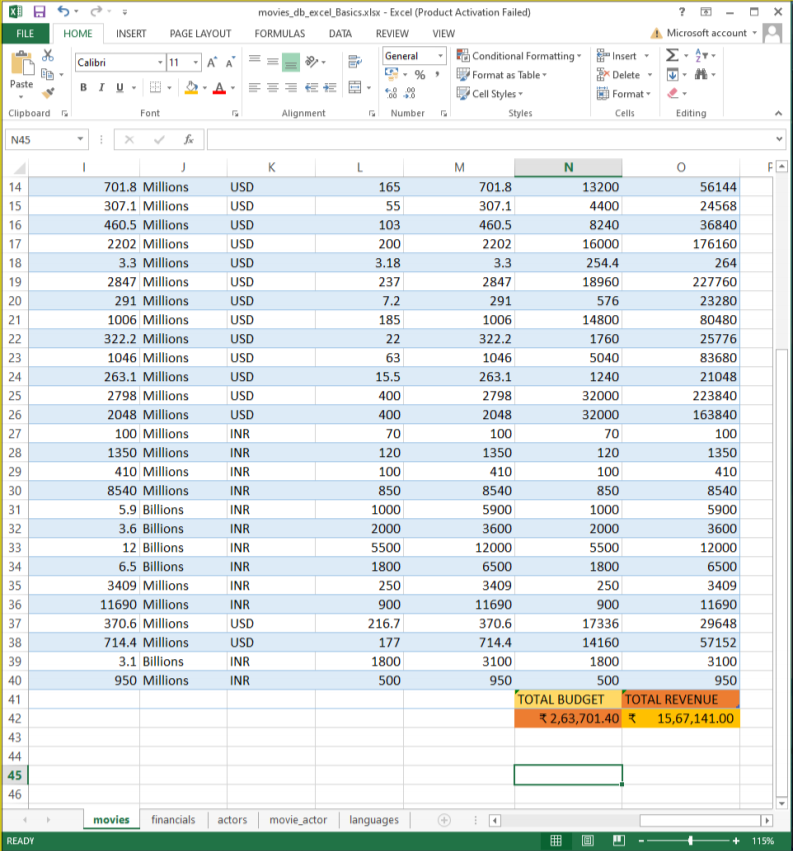 movies_db_excel_Basics.xlsx - Excel (Product Activation Failed)
FILE HOME INSERT PAGE LAYOUT FORMULAS DATA REVIEW VIEW Microsoft account
Paste Calibri 11 A A General Conditional Formatting Insert Σ
B I U A % , Format as Table Delete
Cell Styles Format
Clipboard Font Alignment Number Styles Cells Editing
N45 fx
I J K L M N O P
14 701.8 Millions USD 165 701.8 13200 56144
15 307.1 Millions USD 55 307.1 4400 24568
16 460.5 Millions USD 103 460.5 8240 36840
17 2202 Millions USD 200 2202 16000 176160
18 3.3 Millions USD 3.18 3.3 254.4 264
19 2847 Millions USD 237 2847 18960 227760
20 291 Millions USD 7.2 291 576 23280
21 1006 Millions USD 185 1006 14800 80480
22 322.2 Millions USD 22 322.2 1760 25776
23 1046 Millions USD 63 1046 5040 83680
24 263.1 Millions USD 15.5 263.1 1240 21048
25 2798 Millions USD 400 2798 32000 223840
26 2048 Millions USD 400 2048 32000 163840
27 100 Millions INR 70 100 70 100
28 1350 Millions INR 120 1350 120 1350
29 410 Millions INR 100 410 100 410
30 8540 Millions INR 850 8540 850 8540
31 5.9 Billions INR 1000 5900 1000 5900
32 3.6 Billions INR 2000 3600 2000 3600
33 12 Billions INR 5500 12000 5500 12000
34 6.5 Billions INR 1800 6500 1800 6500
35 3409 Millions INR 250 3409 250 3409
36 11690 Millions INR 900 11690 900 11690
37 370.6 Millions USD 216.7 370.6 17336 29648
38 714.4 Millions USD 177 714.4 14160 57152
39 3.1 Billions INR 1800 3100 1800 3100
40 950 Millions INR 500 950 500 950
41 TOTAL BUDGET TOTAL REVENUE
42 ₹ 2,63,701.40 ₹ 15,67,141.00
43
44
45
46
movies financials actors movie_actor languages
READY 115%